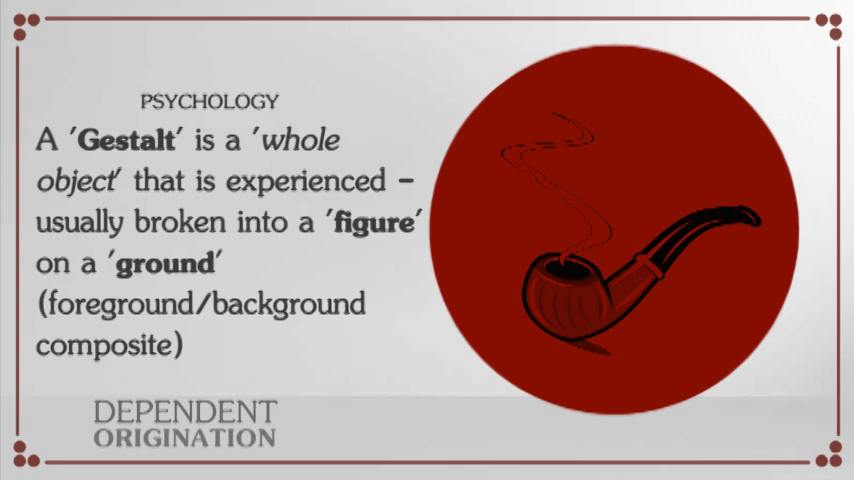 PSYCHOLOGY
A 'Gestalt' is a 'whole
object' that is experienced –
usually broken into a 'figure'
on a 'ground'
(foreground/background
composite)
DEPENDENT
ORIGINATION